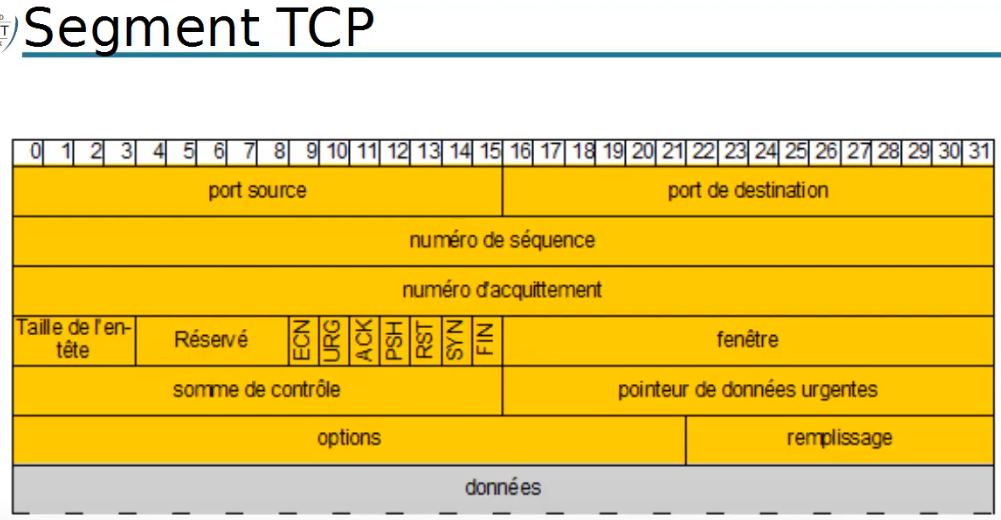 Segment TCP
0 1 2 3 4 5 6 7 8 9 10 11 12 13 14 15 16 17 18 19 20 21 22 23 24 25 26 27 28 29 30 31
port source port de destination
numéro de séquence
numéro d'acquittement
Taille de l'en-
tête
Réservé
ECN
URG
ACK
PSH
RST
SYN
FIN
fenêtre
somme de contrôle pointeur de données urgentes
options remplissage
données